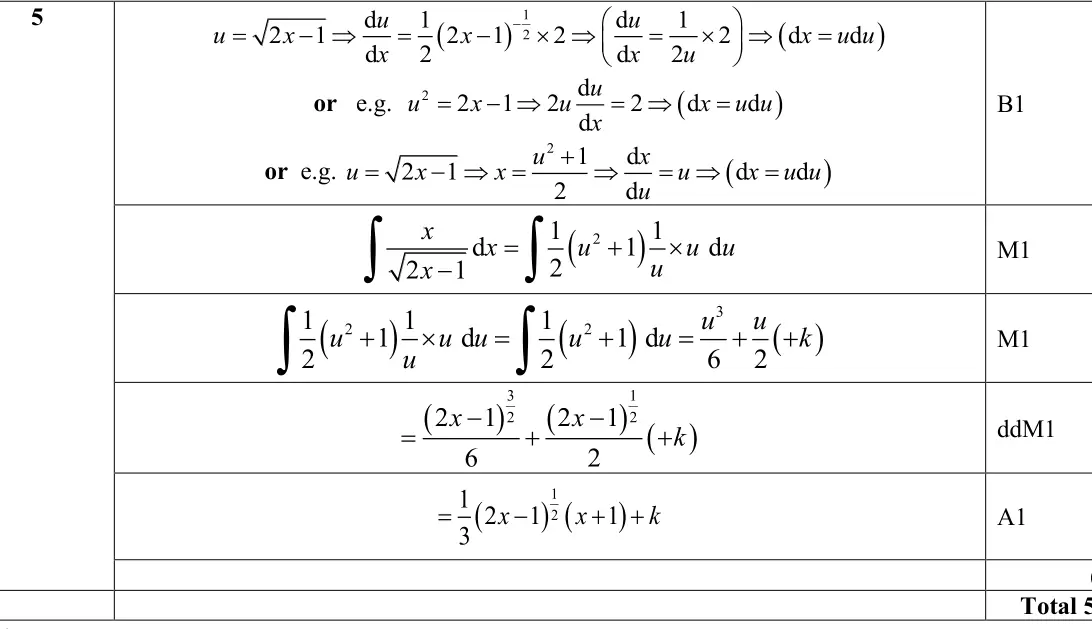 5
u = √(2x−1) ⇒ du/dx = 1/2 (2x−1)^(−1/2) × 2 ⇒ (du/dx = 1/(2u) × 2) ⇒ (dx = udu)
or e.g. u² = 2x−1 ⇒ 2u du/dx = 2 ⇒ (dx = udu)
B1
or e.g. u = √(2x−1) ⇒ x = (u²+1)/2 ⇒ dx/du = u ⇒ (dx = udu)
∫ x/√(2x−1) dx = ∫ 1/2 (u²+1) 1/u × u du
M1
∫ 1/2 (u²+1) 1/u × u du = ∫ 1/2 (u²+1) du = u³/6 + u/2 (+k)
M1
= (2x−1)^(3/2)/6 + (2x−1)^(1/2)/2 (+k)
ddM1
= 1/3 (2x−1)^(1/2) (x+1) + k
A1
(
Total 5